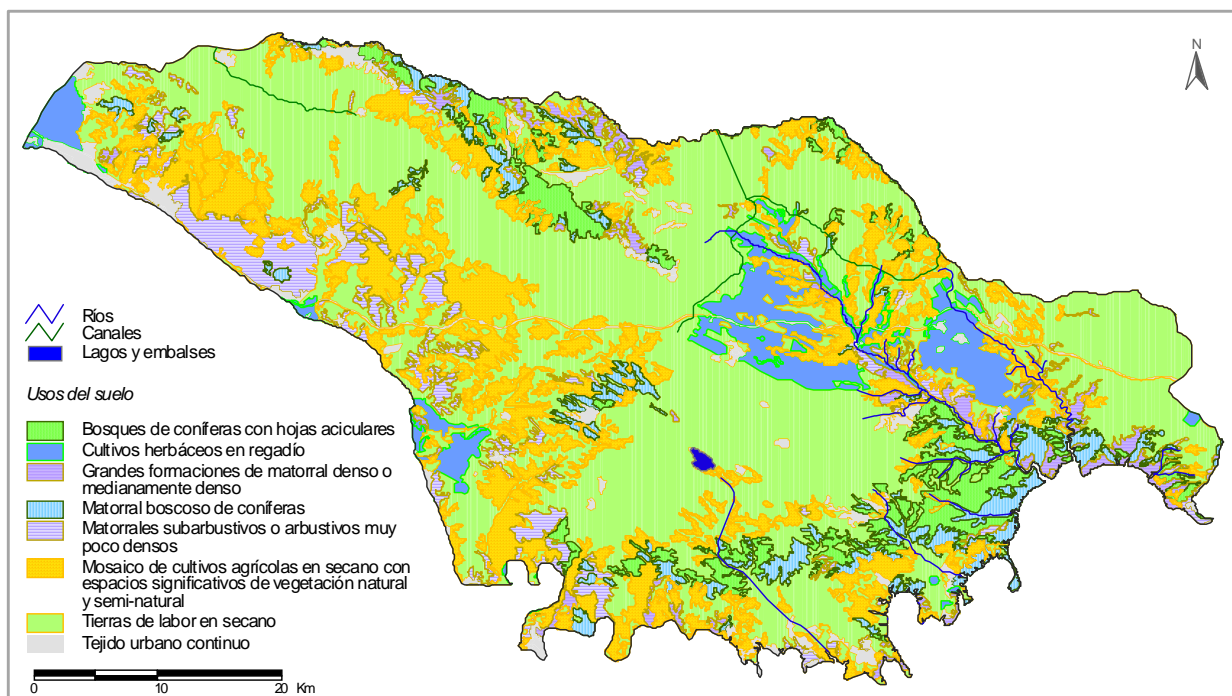 N
Ríos
Canales
Lagos y embalses
Usos del suelo
Bosques de coníferas con hojas aciculares
Cultivos herbáceos en regadío
Grandes formaciones de matorral denso o
medianamente denso
Matorral boscoso de coníferas
Matorrales subarbustivos o arbustivos muy
poco densos
Mosaico de cultivos agrícolas en secano con
espacios significativos de vegetación natural
y semi-natural
Tierras de labor en secano
Tejido urbano continuo
0 10 20 Km